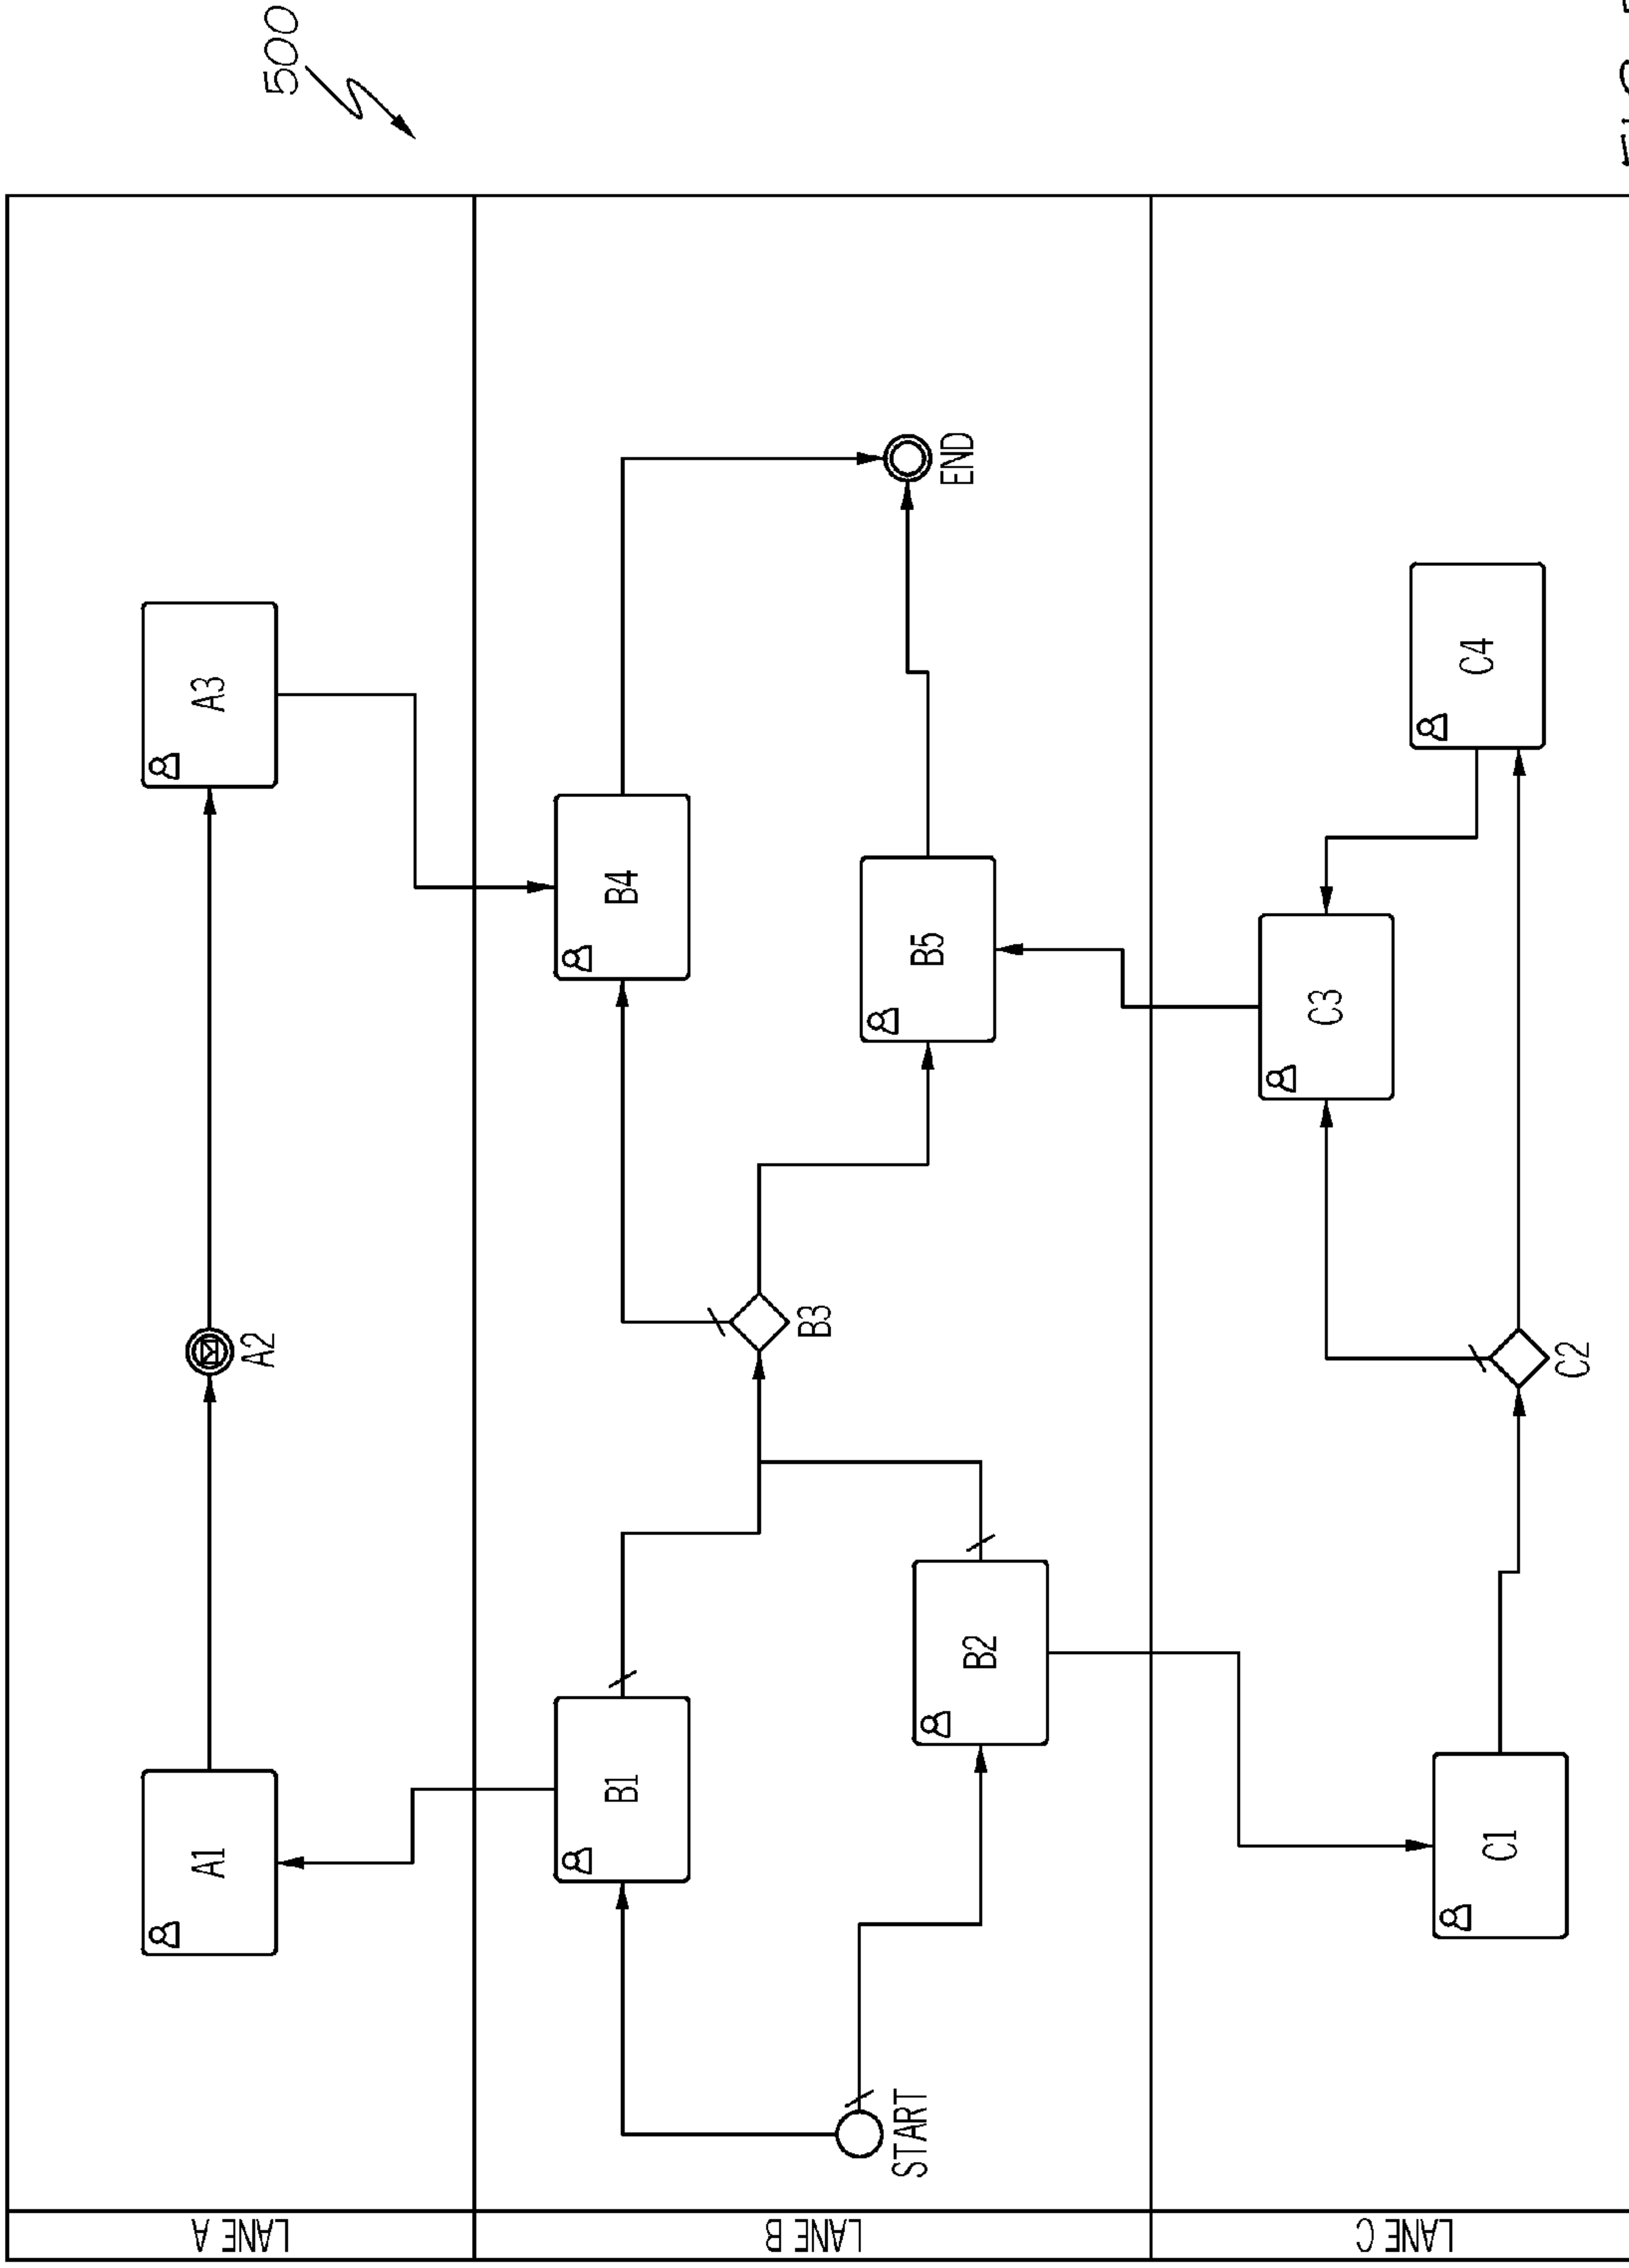 500
LANE A
A1
A2
A3
LANE B
START
B1
B2
B3
B4
B5
END
LANE C
C1
C2
C3
C4